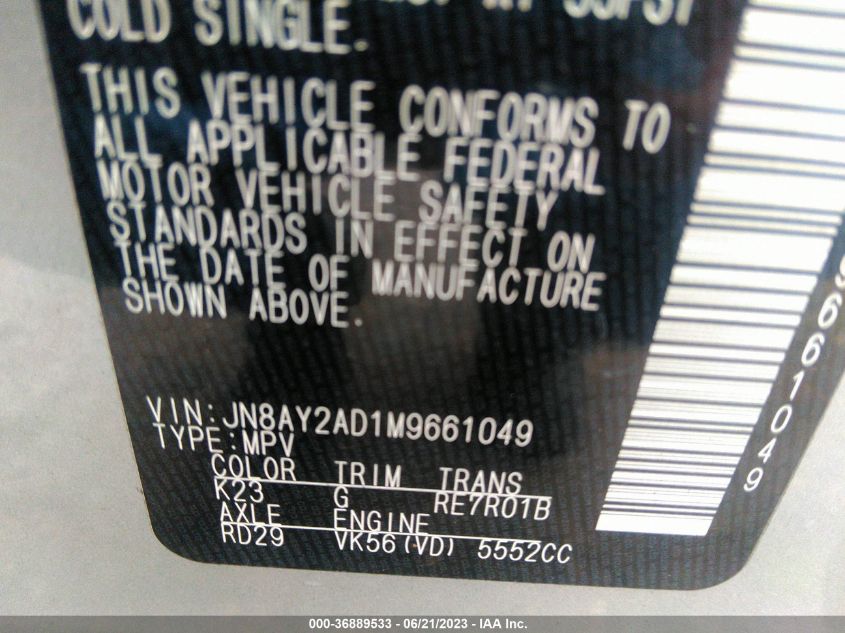 COLD SINGLE.
THIS VEHICLE CONFORMS TO
ALL APPLICABLE FEDERAL
MOTOR VEHICLE SAFETY
STANDARDS IN EFFECT ON
THE DATE OF MANUFACTURE
SHOWN ABOVE.
VIN:JN8AY2AD1M9661049
TYPE:MPV
COLOR TRIM TRANS
K23 G RE7R01B
AXLE ENGINE
RD29 VK56(VD) 5552CC
9661049
000-36889533 - 06/21/2023 - IAA Inc.